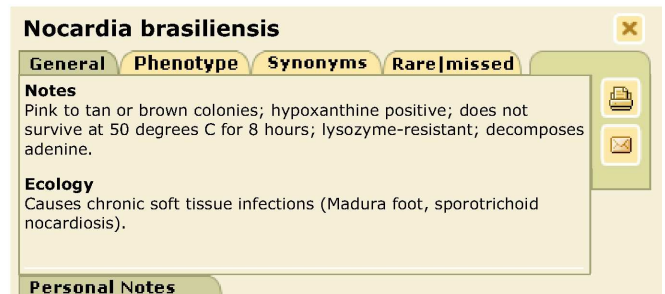 Nocardia brasiliensis
General Phenotype Synonyms Rare|missed
Notes
Pink to tan or brown colonies; hypoxanthine positive; does not
survive at 50 degrees C for 8 hours; lysozyme-resistant; decomposes
adenine.
Ecology
Causes chronic soft tissue infections (Madura foot, sporotrichoid
nocardiosis).
Personal Notes